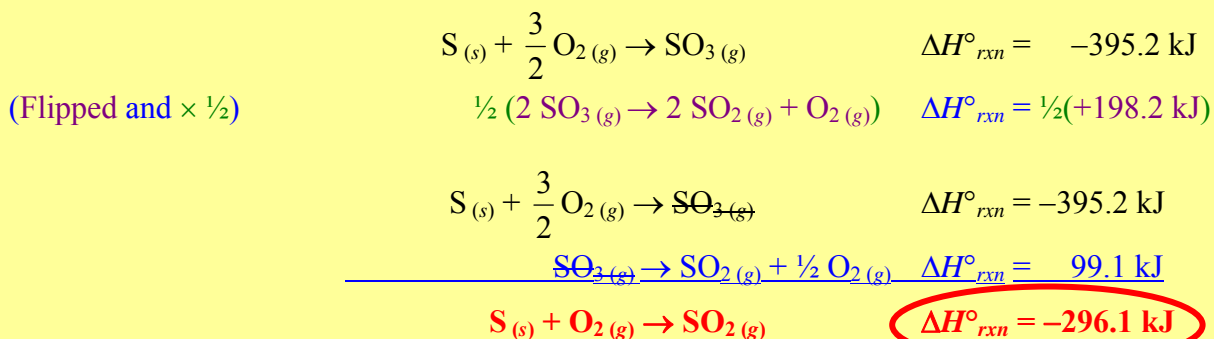 S (s) + 3/2 O2 (g) → SO3 (g) ΔH°rxn = –395.2 kJ
(Flipped and × ½) ½ (2 SO3 (g) → 2 SO2 (g) + O2 (g)) ΔH°rxn = ½(+198.2 kJ)
S (s) + 3/2 O2 (g) → SO3 (g) ΔH°rxn = –395.2 kJ
SO3 (g) → SO2 (g) + ½ O2 (g) ΔH°rxn = 99.1 kJ
S (s) + O2 (g) → SO2 (g) ΔH°rxn = –296.1 kJ